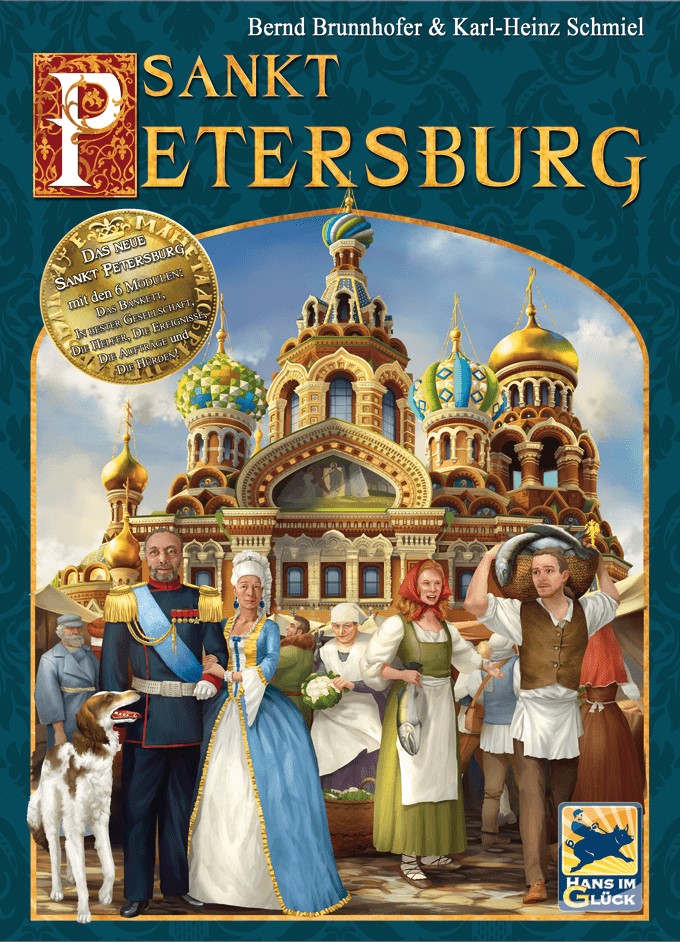 Bernd Brunnhofer & Karl-Heinz Schmiel
SANKT
PETERSBURG
DAS NEUE
SANKT PETERSBURG
MIT DEN 6 MODULEN:
DAS BANKETT,
IN BESTER GESELLSCHAFT,
DIE HELFER, DIE EREIGNISSE,
DIE AUFTRÄGE UND
DIE HÜRDEN!
HANS IM
GLÜCK